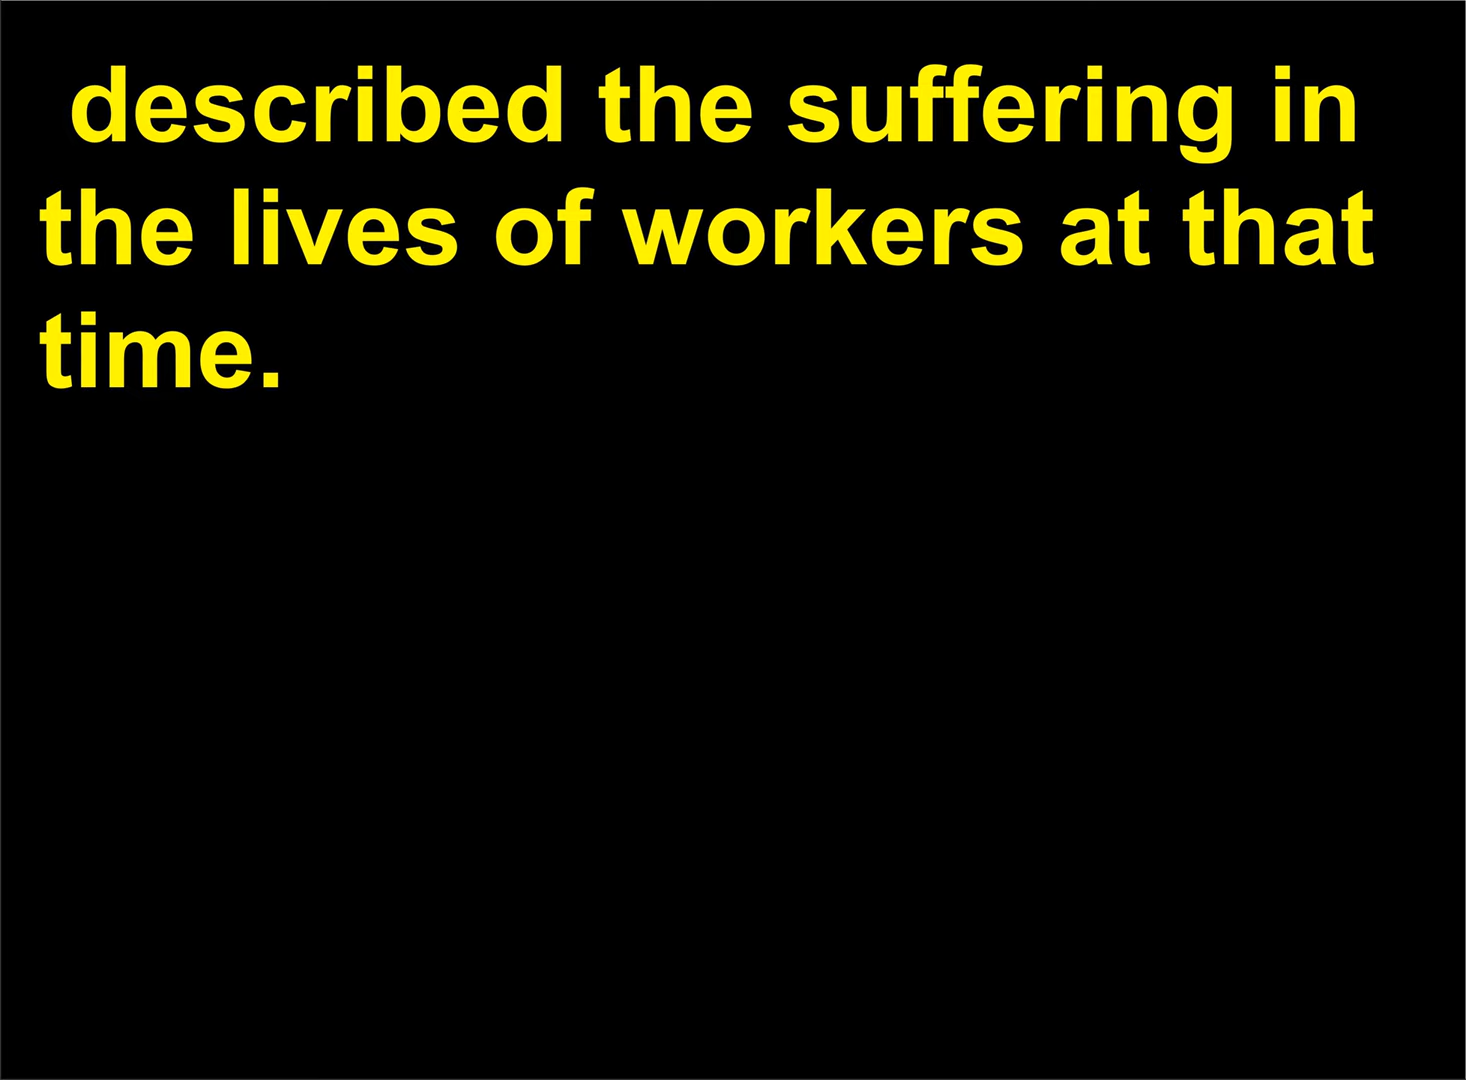 described the suffering in
the lives of workers at that
time.